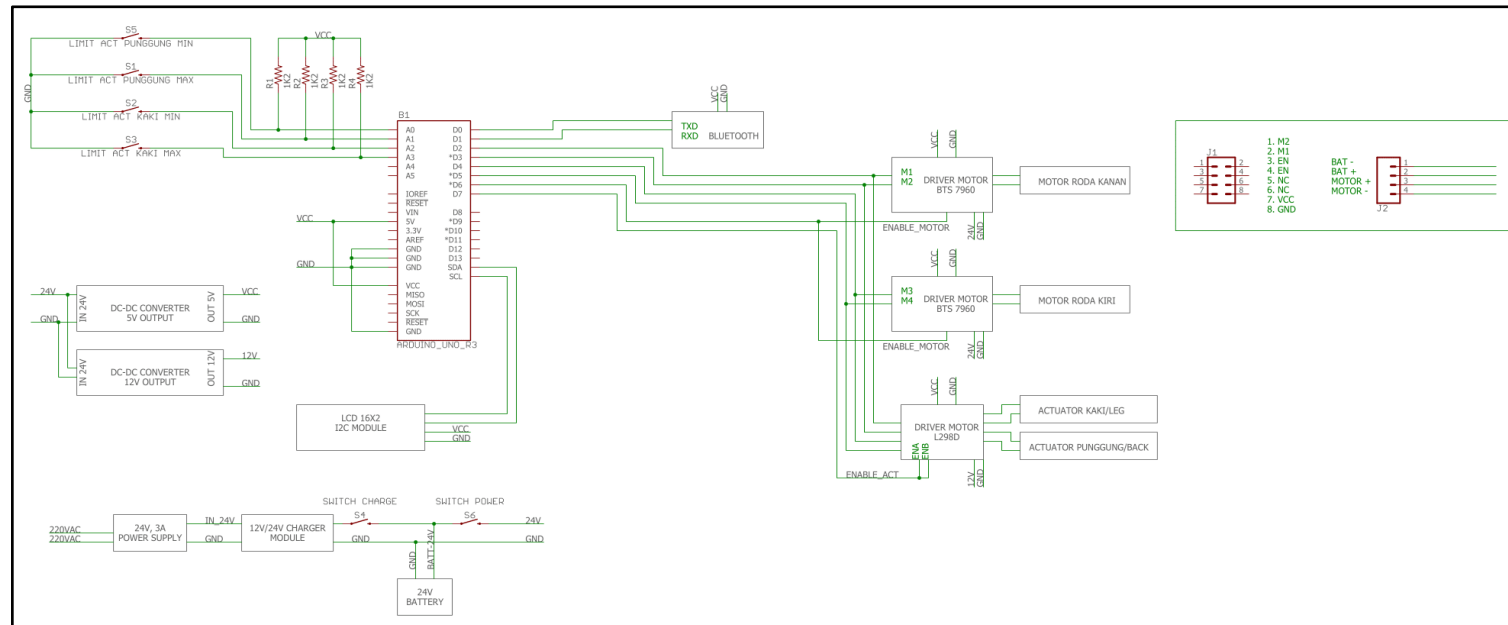 S5
LIMIT ACT PUNGGUNG MIN
S1
LIMIT ACT PUNGGUNG MAX
S2
LIMIT ACT KAKI MIN
S3
LIMIT ACT KAKI MAX
GND
VCC
R1
1K2
R2
1K2
R3
1K2
R4
1K2
B1
A0
A1
A2
A3
A4
A5
IOREF
RESET
VIN
5V
3.3V
AREF
GND
GND
GND
VCC
MISO
MOSI
SCK
RESET
GND
D0
D1
D2
*D3
D4
*D5
*D6
D7
D8
*D9
*D10
*D11
D12
D13
SDA
SCL
ARDUINO_UNO_R3
VCC
GND
VCC
GND
TXD
RXD
BLUETOOTH
VCC
GND
M1
M2
DRIVER MOTOR
BTS 7960
MOTOR RODA KANAN
ENABLE_MOTOR
24V
GND
VCC
GND
M3
M4
DRIVER MOTOR
BTS 7960
MOTOR RODA KIRI
ENABLE_MOTOR
24V
GND
VCC
GND
DRIVER MOTOR
L298D
ENA
ENB
ACTUATOR KAKI/LEG
ACTUATOR PUNGGUNG/BACK
ENABLE_ACT
12V
GND
J1
1
2
3
4
5
6
7
8
1. M2
2. M1
3. EN
4. EN
5. NC
6. NC
7. VCC
8. GND
BAT -
BAT +
MOTOR +
MOTOR -
1
2
3
4
J2
24V
GND
IN 24V
DC-DC CONVERTER
5V OUTPUT
OUT 5V
VCC
GND
IN 24V
DC-DC CONVERTER
12V OUTPUT
OUT 12V
12V
GND
LCD 16X2
I2C MODULE
VCC
GND
220VAC
220VAC
24V, 3A
POWER SUPPLY
IN_24V
GND
12V/24V CHARGER
MODULE
SWITCH CHARGE
S4
GND
SWITCH POWER
S6
24V
GND
GND
BATT-24V
24V
BATTERY